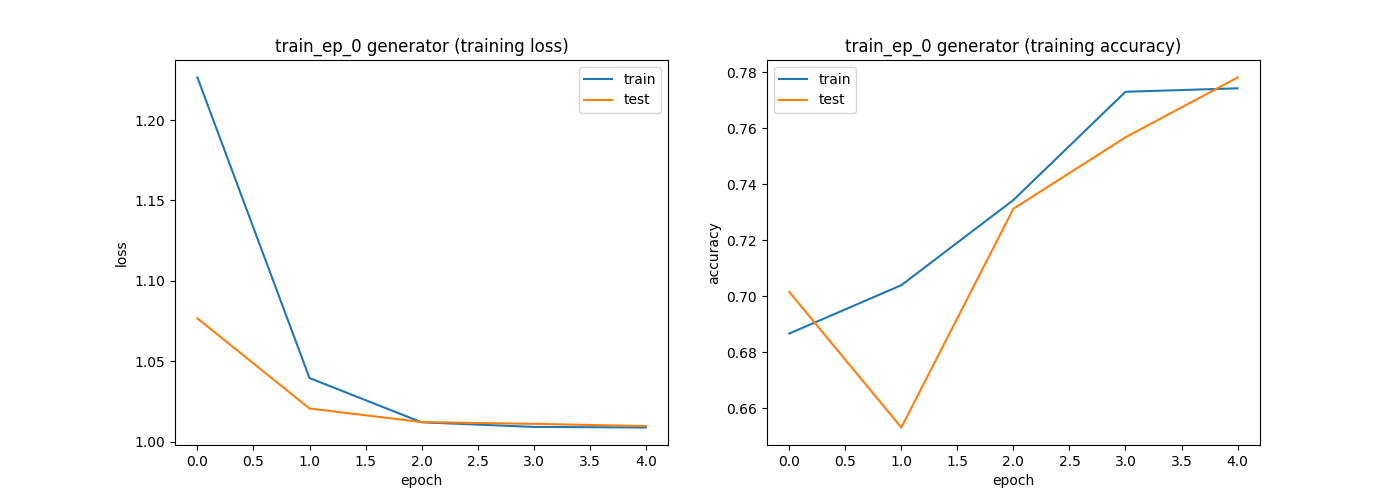 train_ep_0 generator (training loss)
train
test
1.20
1.15
1.10
1.05
1.00
loss
0.0 0.5 1.0 1.5 2.0 2.5 3.0 3.5 4.0
epoch
train_ep_0 generator (training accuracy)
train
test
0.78
0.76
0.74
0.72
0.70
0.68
0.66
accuracy
0.0 0.5 1.0 1.5 2.0 2.5 3.0 3.5 4.0
epoch